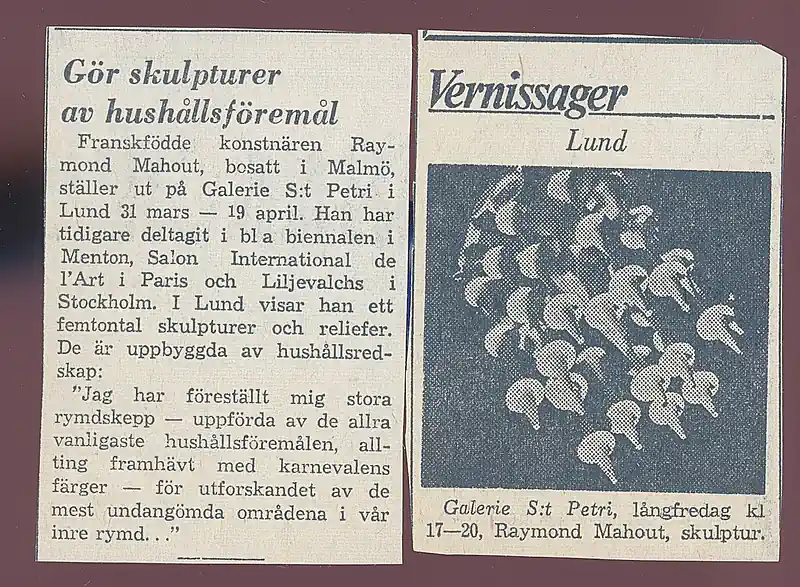 Gör skulpturer
av hushållsföremål
Franskfödde konstnären Ray-
mond Mahout, bosatt i Malmö,
ställer ut på Galerie S:t Petri i
Lund 31 mars — 19 april. Han har
tidigare deltagit i bl a biennalen i
Menton, Salon International de
l'Art i Paris och Liljevalchs i
Stockholm. I Lund visar han ett
femtontal skulpturer och reliefer.
De är uppbyggda av hushållsred-
skap:
"Jag har föreställt mig stora
rymdskepp — uppförda av de allra
vanligaste hushållsföremålen, all-
ting framhävt med karnevalens
färger — för utforskandet av de
mest undangömda områdena i vår
inre rymd..."
Vernissager
Lund
Galerie S:t Petri, långfredag kl
17—20, Raymond Mahout, skulptur.